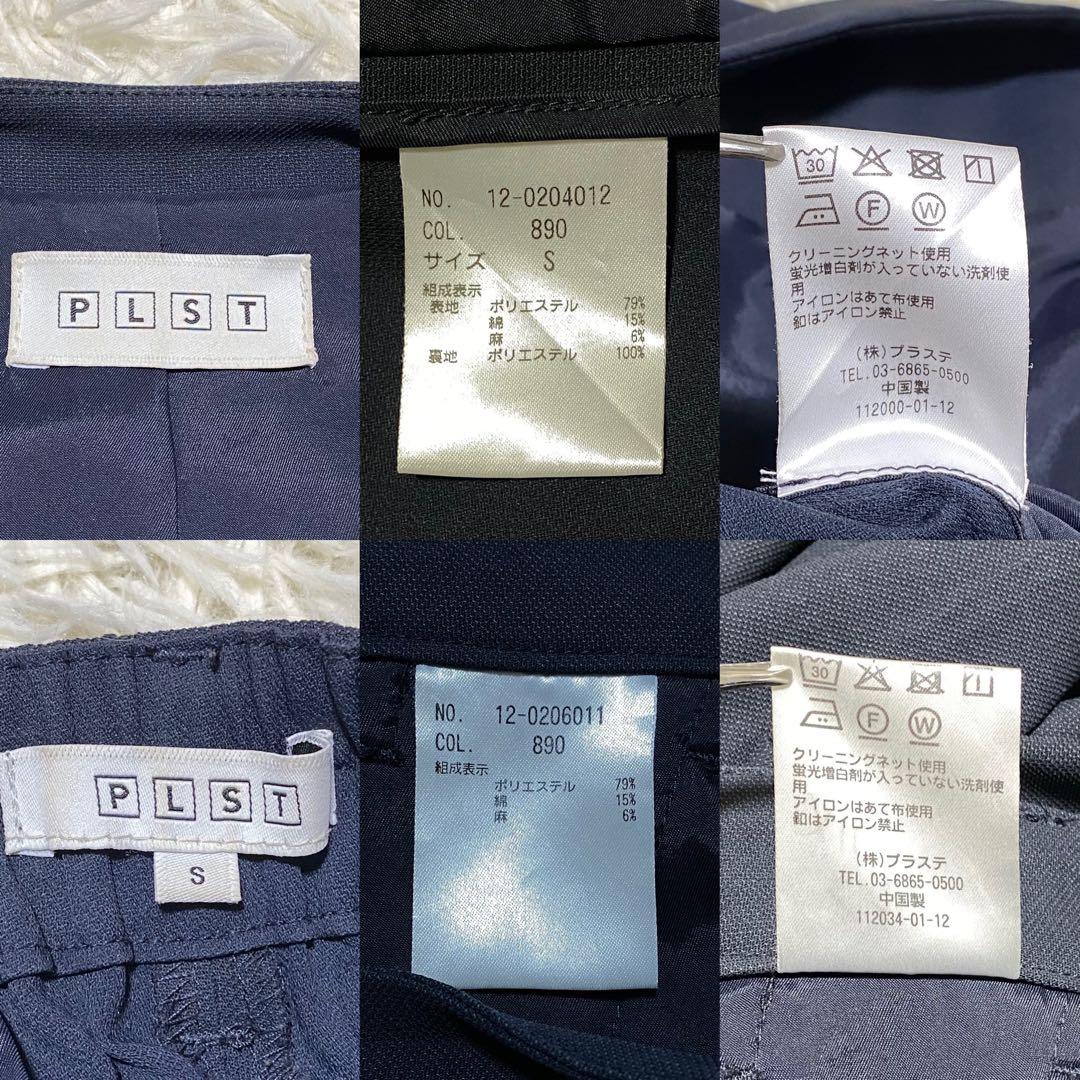 PLST
NO. 12-0204012
COL. 890
サイズ S
組成表示
表地 ポリエステル 79%
綿 15%
麻 6%
裏地 ポリエステル 100%
30
F W
クリーニングネット使用
蛍光増白剤が入っていない洗剤使
用
アイロンはあて布使用
釦はアイロン禁止
(株)プラステ
TEL.03-6865-0500
中国製
112000-01-12
PLST
S
NO. 12-0206011
COL. 890
組成表示
ポリエステル 79%
綿 15%
麻 6%
30
F W
クリーニングネット使用
蛍光増白剤が入っていない洗剤使
用
アイロンはあて布使用
釦はアイロン禁止
(株)プラステ
TEL.03-6865-0500
中国製
112034-01-12